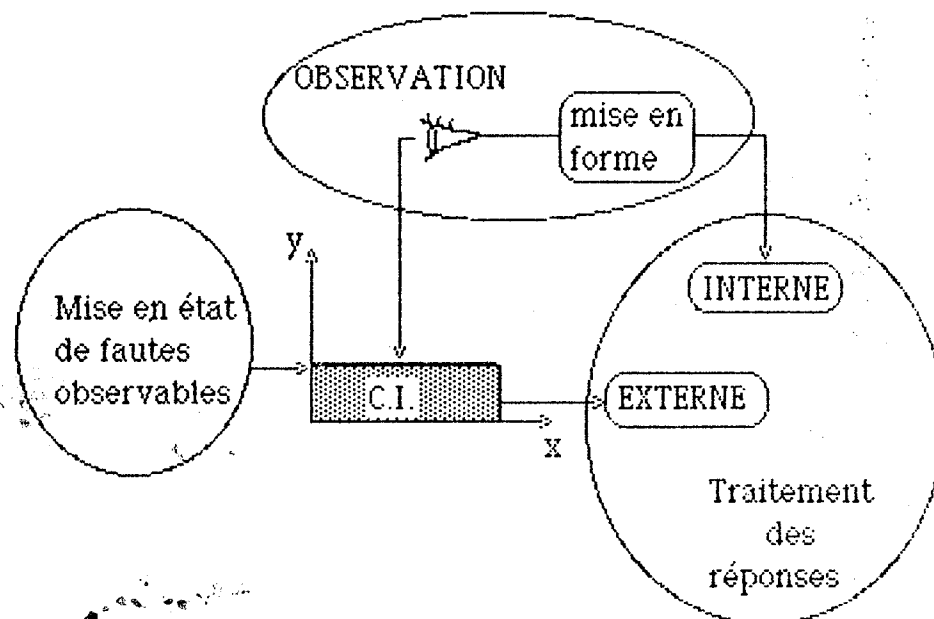 OBSERVATION
mise en
forme
y
INTERNE
Mise en état
de fautes
observables
C.I.
EXTERNE
x
Traitement
des
réponses